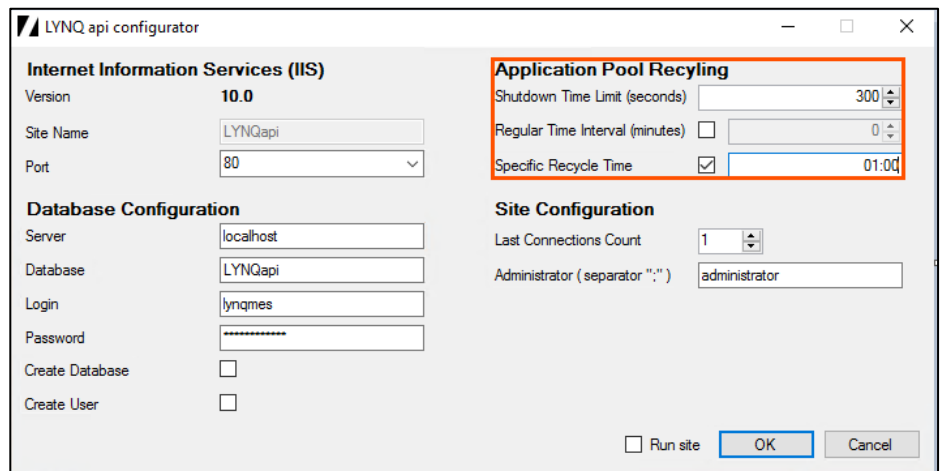 LYNQ api configurator
Internet Information Services (IIS)
Version 10.0
Site Name LYNQapi
Port 80
Database Configuration
Server localhost
Database LYNQapi
Login lynqmes
Password ************
Create Database
Create User
Application Pool Recyling
Shutdown Time Limit (seconds) 300
Regular Time Interval (minutes) 0
Specific Recycle Time 01:00
Site Configuration
Last Connections Count 1
Administrator ( separator ";" ) administrator
Run site OK Cancel